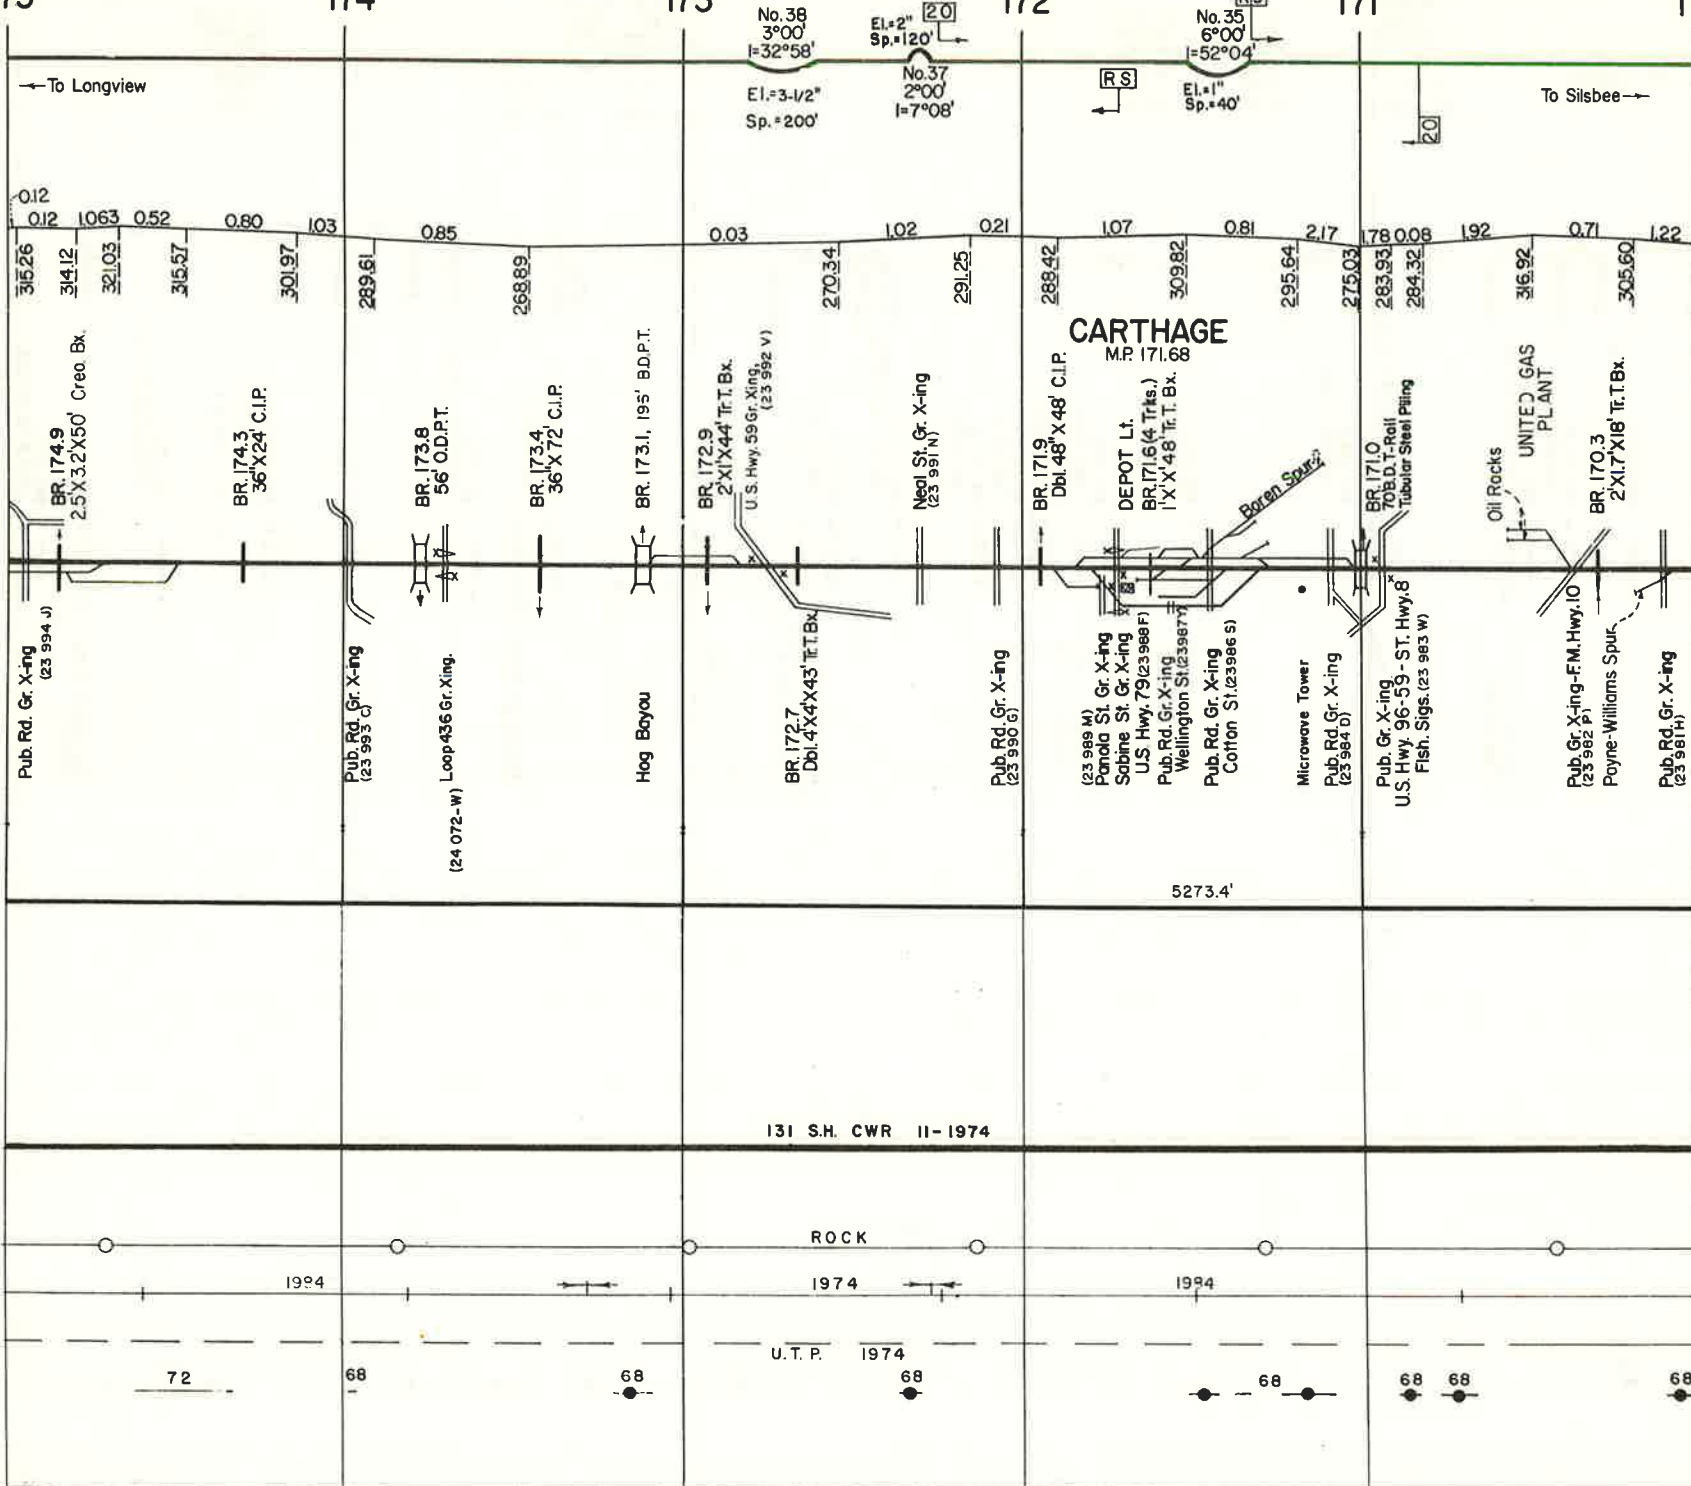 174
173
172
171
No.38
3°00'
I=32°58'
El.=3-1/2"
Sp.=200'
El.=2"
Sp.=120'
20
No.37
2°00'
I=7°08'
RS
No.35
6°00'
I=52°04'
El.=1"
Sp.=40'
20
←To Longview
To Silsbee→
0.12
0.12 1.063 0.52 0.80 1.03 0.85 0.03 1.02 0.21 1.07 0.81 2.17 1.78 0.08 1.92 0.71 1.22
315.26 314.12 321.03 315.57 301.97 289.61 268.89 270.34 291.25 288.42 309.82 295.64 275.03 283.93 284.32 316.92 305.60
CARTHAGE
M.P. 171.68
BR. 174.9
2.5'X3.2'X50' Creo. Bx.
BR. 174.3
36"X24' C.I.P.
BR. 173.8
56' O.D.P.T.
BR. 173.4
36"X72' C.I.P.
BR. 173.1, 195' B.D.P.T.
BR. 172.9
2'X1'X44' Tr. T. Bx.
U.S. Hwy. 59 Gr. Xing,
(23 992 V)
Neal St. Gr. X-ing
(23 991 N)
BR. 171.9
Dbl. 48" X 48' C.I.P.
DEPOT Lt.
BR. 171.6 (4 Trks.)
1'X1'X48' Tr. T. Bx.
Boren Spur
BR. 171.0
70' B.D.T.-Rail
Tubular Steel Piling
Oil Racks
UNITED GAS
PLANT
BR. 170.3
2'X1.7'X18' Tr. T. Bx.
Pub. Rd. Gr. X-ing
(23 994 J)
Pub. Rd. Gr. X-ing
(23 993 C)
Loop 436 Gr. Xing.
(24 072-W)
Hog Bayou
BR. 172.7
Dbl. 4'X4'X43' Tr. T. Bx.
Pub. Rd. Gr. X-ing
(23 990 G)
(23 989 M)
Panola St. Gr. X-ing
Sabine St. Gr. X-ing
U.S. Hwy. 79 (23 988 F)
Pub. Rd. Gr. X-ing
Wellington St. (23987Y)
Pub. Rd. Gr. X-ing
Cotton St. (23986 S)
Microwave Tower
Pub. Rd. Gr. X-ing
(23 984 D)
Pub. Gr. X-ing
U.S. Hwy. 96-59 - ST. Hwy. 8
Flsh. Sigs. (23 983 W)
Pub. Gr. X-ing-F.M. Hwy. 10
(23 982 P)
Payne-Williams Spur
Pub. Rd. Gr. X-ing
(23 981 H)
5273.4'
131 S.H. CWR 11-1974
ROCK
1994 1974 1994
U.T.P. 1974
72 68 68 68 68 68 68 68